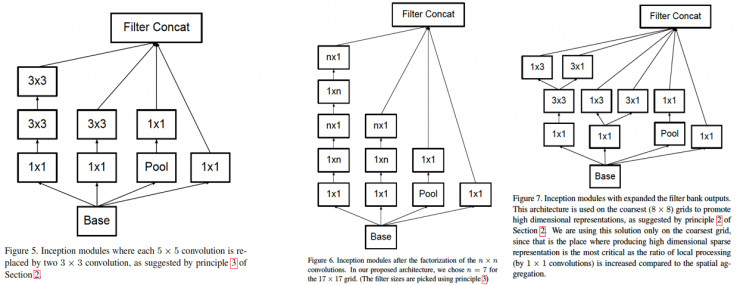 Filter Concat
3x3
3x3
3x3
1x1
1x1
1x1
Pool
1x1
Base
Figure 5. Inception modules where each 5 × 5 convolution is re-
placed by two 3 × 3 convolution, as suggested by principle 3 of
Section 2.
Filter Concat
nx1
1xn
nx1
nx1
1xn
1xn
1x1
1x1
1x1
Pool
1x1
Base
Figure 6. Inception modules after the factorization of the n × n
convolutions. In our proposed architecture, we chose n = 7 for
the 17 × 17 grid. (The filter sizes are picked using principle 3)
Filter Concat
1x3
3x1
3x3
1x3
3x1
1x1
1x1
1x1
Pool
1x1
Base
Figure 7. Inception modules with expanded the filter bank outputs.
This architecture is used on the coarsest (8 × 8) grids to promote
high dimensional representations, as suggested by principle 2 of
Section 2. We are using this solution only on the coarsest grid,
since that is the place where producing high dimensional sparse
representation is the most critical as the ratio of local processing
(by 1 × 1 convolutions) is increased compared to the spatial ag-
gregation.